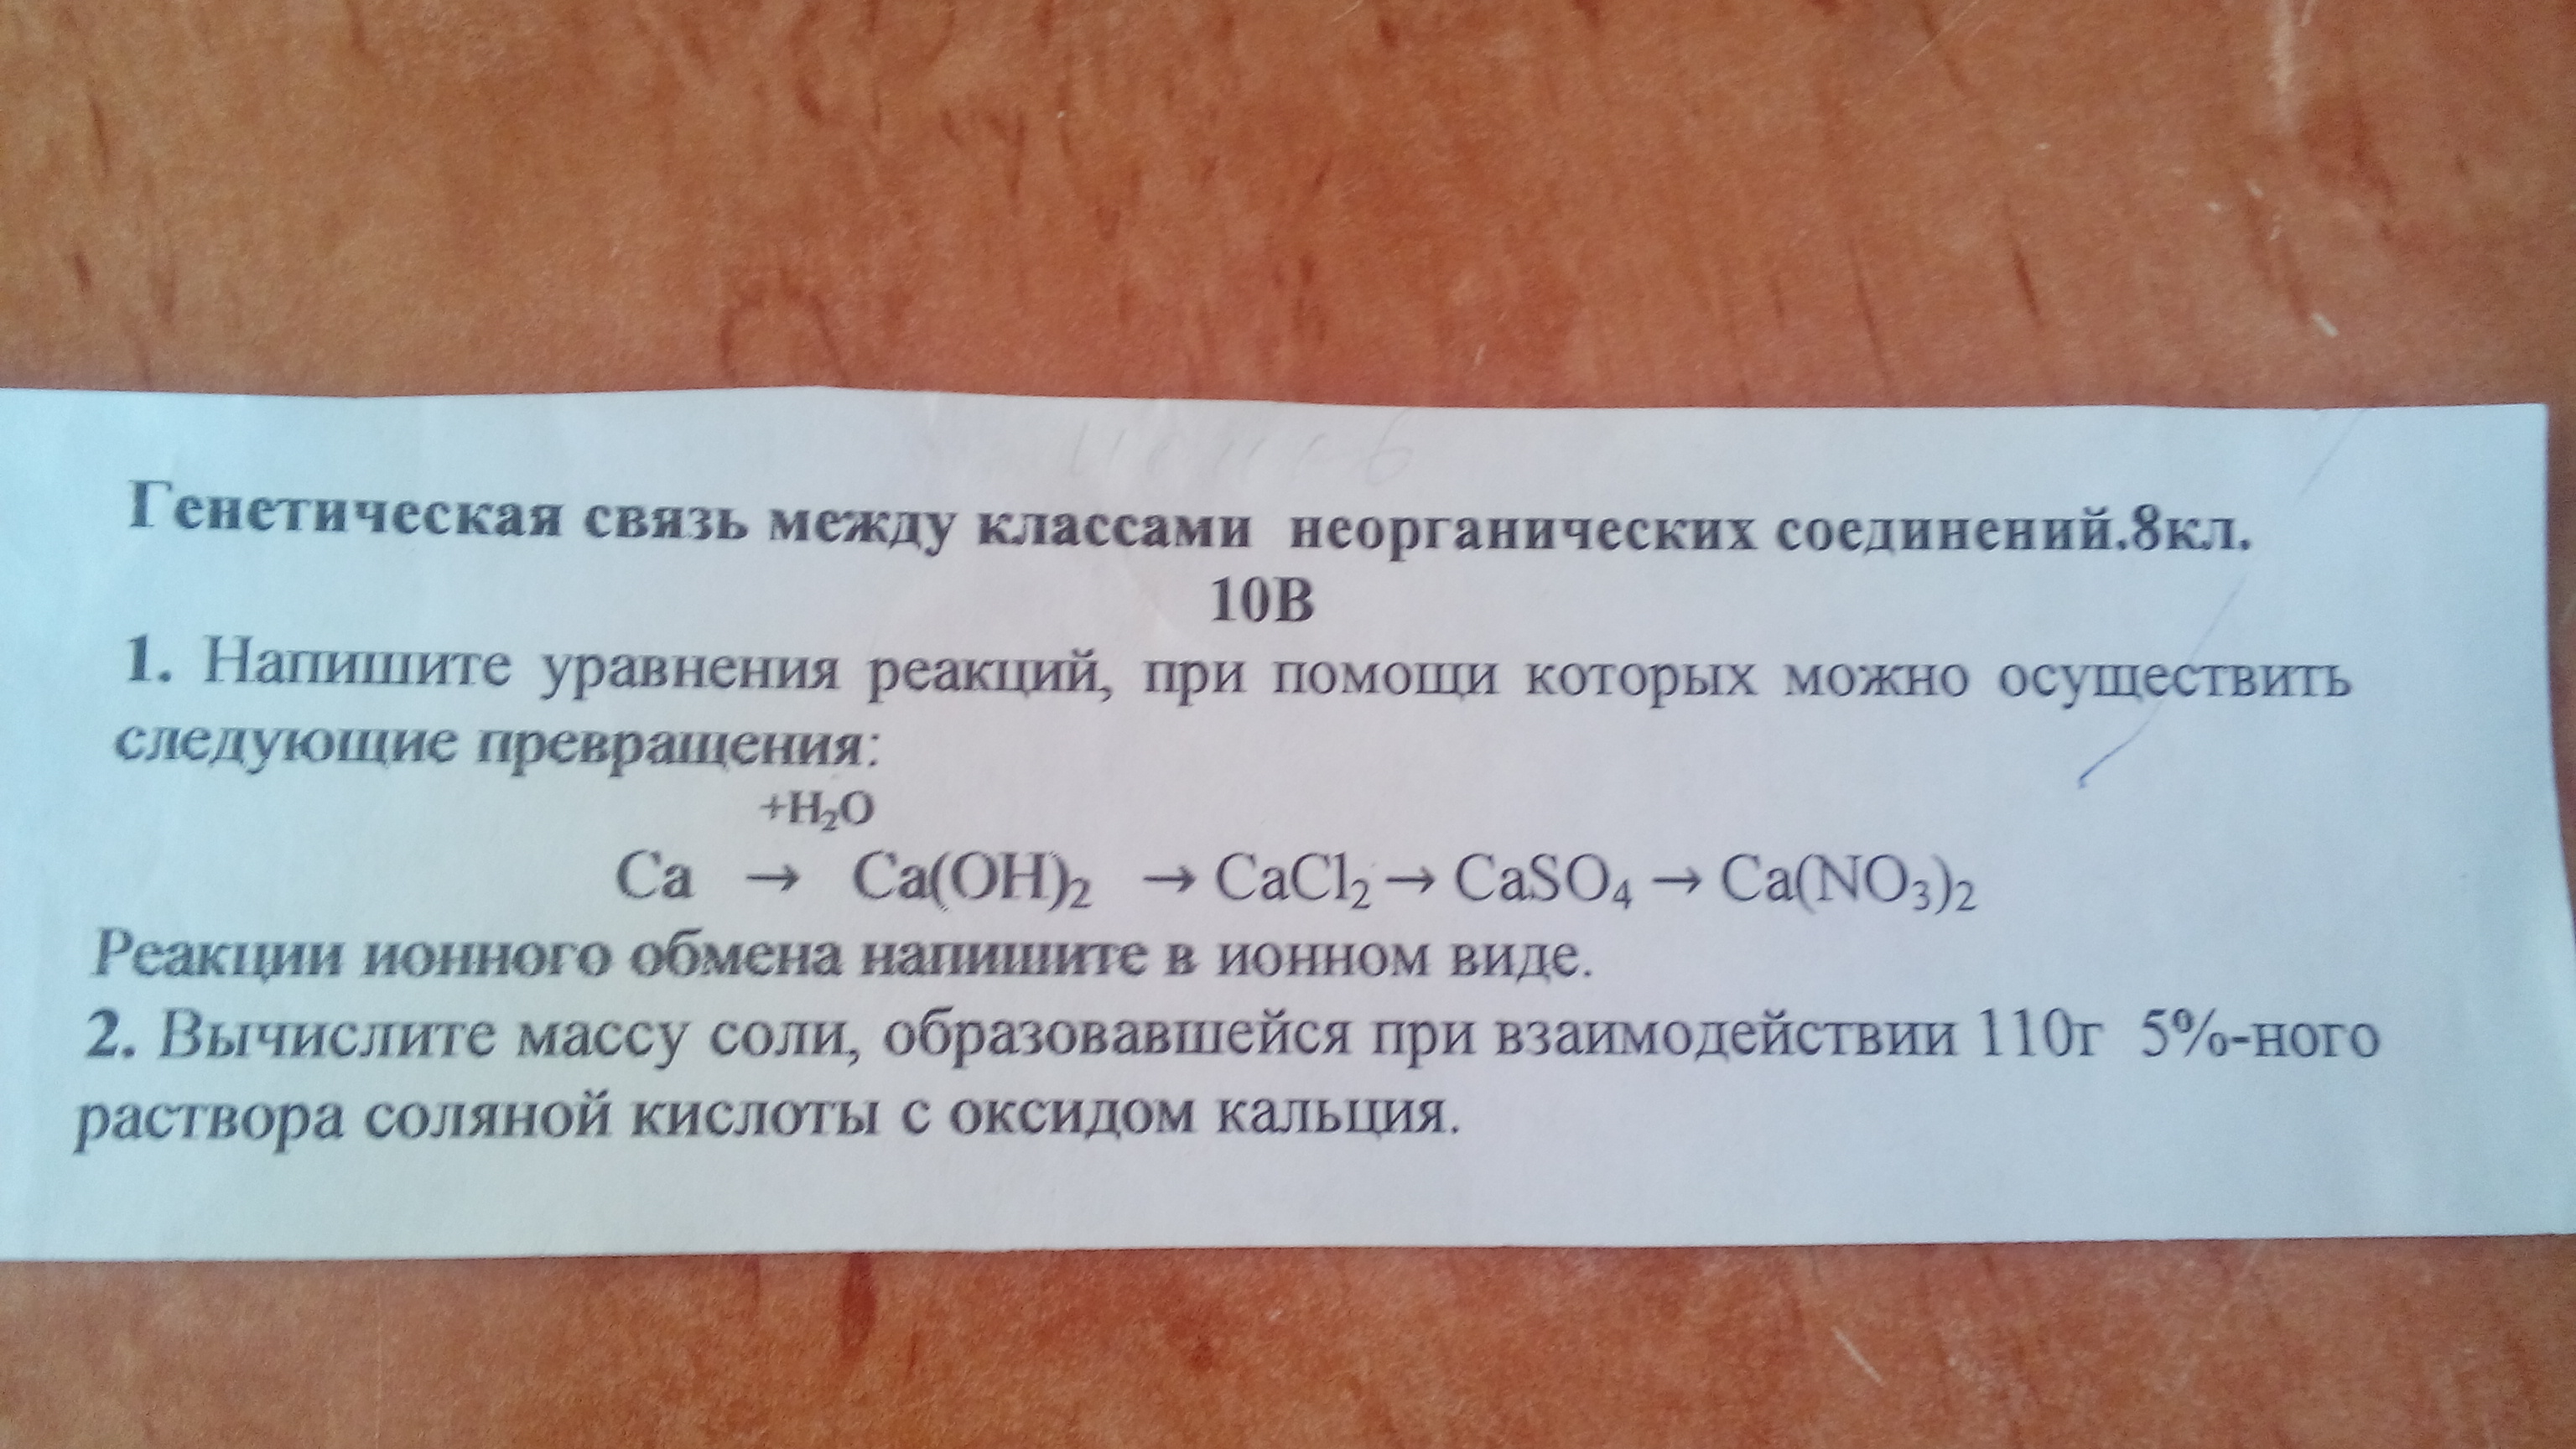 Генетическая связь между классами неорганических соединений.8кл.
10В
1. Напишите уравнения реакций, при помощи которых можно осуществить
следующие превращения:
+H₂O
Ca → Ca(OH)₂ → CaCl₂ → CaSO₄ → Ca(NO₃)₂
Реакции ионного обмена напишите в ионном виде.
2. Вычислите массу соли, образовавшейся при взаимодействии 110г 5%-ного
раствора соляной кислоты с оксидом кальция.